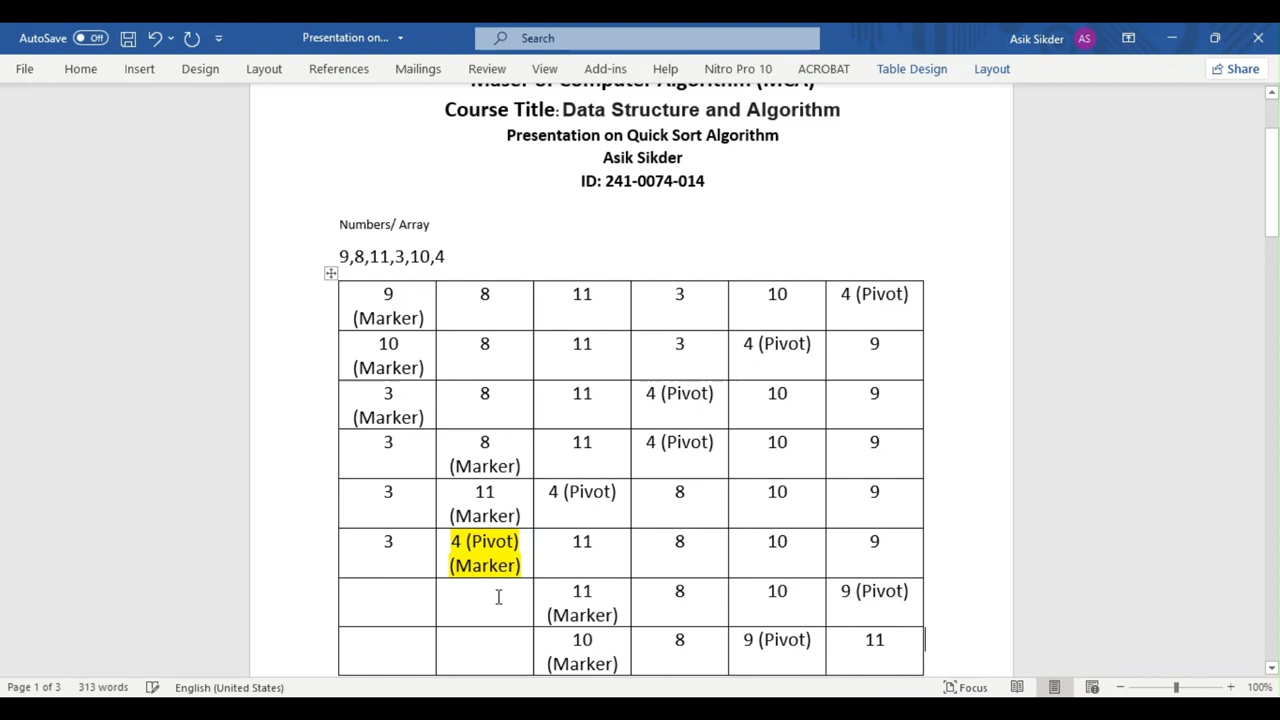 AutoSave Off Presentation on... Search Asik Sikder AS
File Home Insert Design Layout References Mailings Review View Add-ins Help Nitro Pro 10 ACROBAT Table Design Layout Share
Course Title: Data Structure and Algorithm
Presentation on Quick Sort Algorithm
Asik Sikder
ID: 241-0074-014
Numbers/ Array
9,8,11,3,10,4
9 8 11 3 10 4 (Pivot)
(Marker)
10 8 11 3 4 (Pivot) 9
(Marker)
3 8 11 4 (Pivot) 10 9
(Marker)
3 8 11 4 (Pivot) 10 9
(Marker)
3 11 4 (Pivot) 8 10 9
(Marker)
3 4 (Pivot) 11 8 10 9
(Marker)
11 8 10 9 (Pivot)
(Marker)
10 8 9 (Pivot) 11
(Marker)
Page 1 of 3 313 words English (United States) Focus 100%